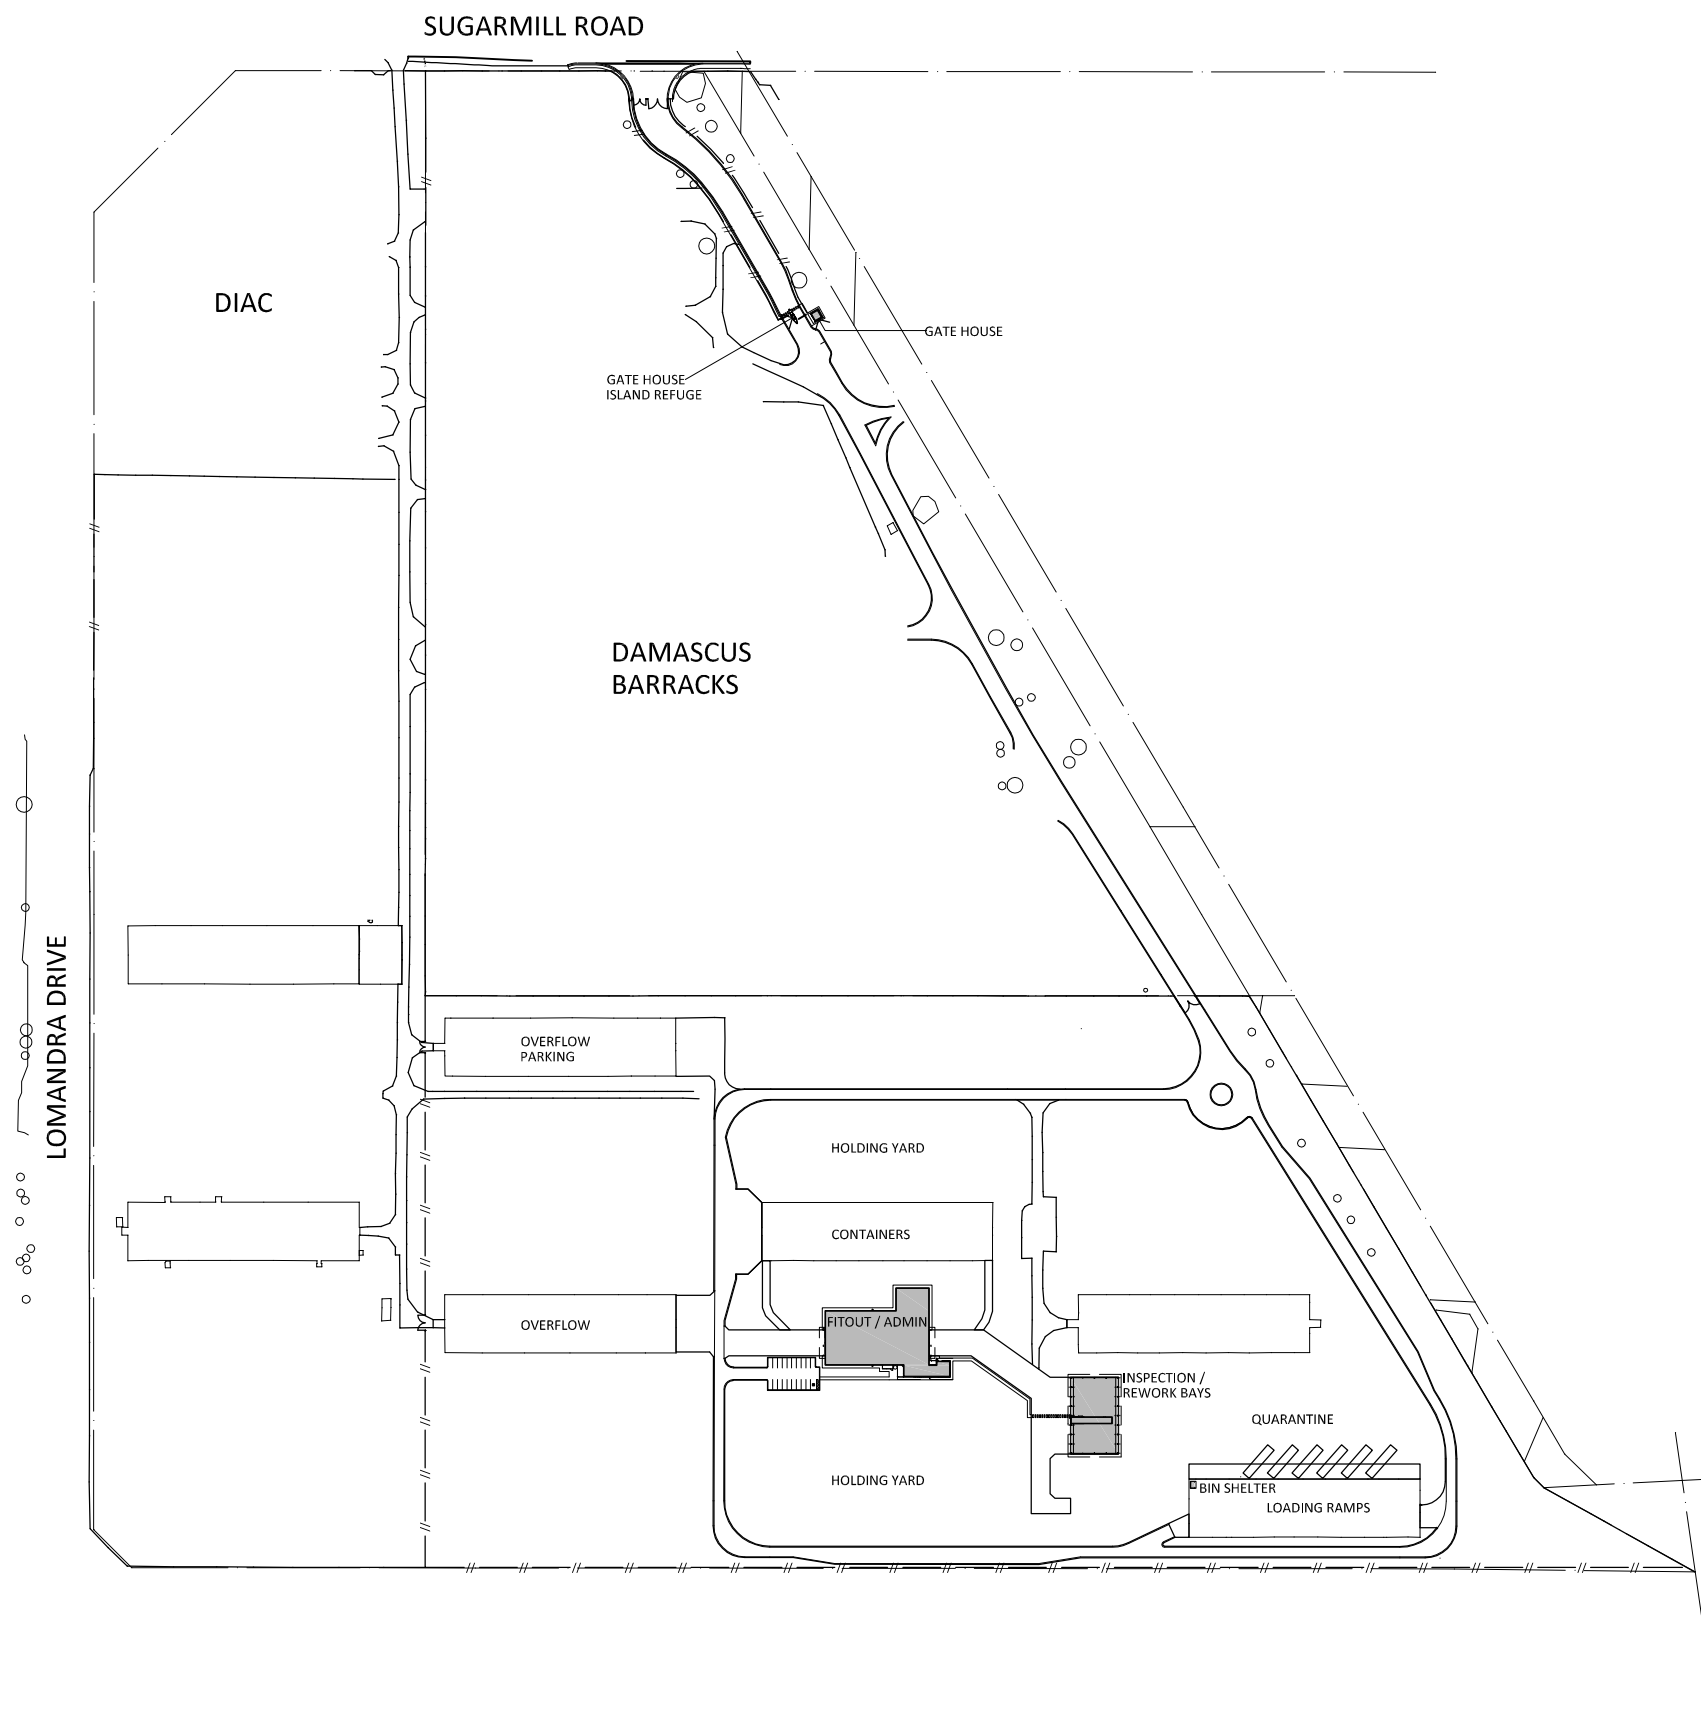 SUGARMILL ROAD
DIAC
GATE HOUSE
GATE HOUSE
ISLAND REFUGE
DAMASCUS
BARRACKS
LOMANDRA DRIVE
OVERFLOW
PARKING
HOLDING YARD
CONTAINERS
OVERFLOW
FITOUT / ADMIN
INSPECTION /
REWORK BAYS
QUARANTINE
HOLDING YARD
BIN SHELTER
LOADING RAMPS